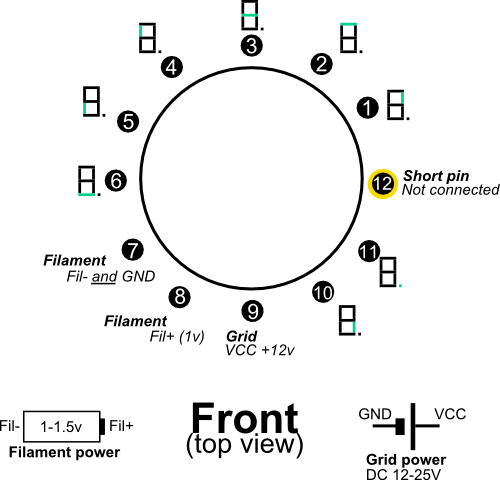 3
4
2
5
1
6
12
Short pin
Not connected
7
11
Filament
Fil- and GND
8
10
9
Filament
Fil+ (1v)
Grid
VCC +12v
Fil-
1-1.5v
Fil+
Filament power
Front
(top view)
GND
VCC
Grid power
DC 12-25V